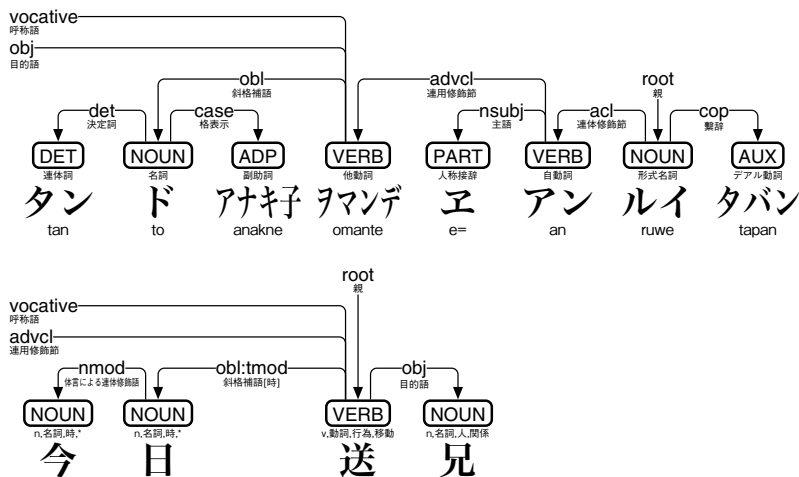 vocative
呼称語
obj
目的語
obl
斜格補語
advcl
連用修飾節
root
親
det
決定詞
case
格表示
nsubj
主語
acl
連体修飾節
cop
繫辞
DET NOUN ADP VERB PART VERB NOUN AUX
連体詞 名詞 副助詞 他動詞 人称接辞 自動詞 形式名詞 デアル動詞
タン ド アナキ子 ヲマンデ ヱ アン ルイ タバン
tan to anakne omante e= an ruwe tapan
root
親
vocative
呼称語
advcl
連用修飾節
nmod
体言による連体修飾語
obl:tmod
斜格補語[時]
obj
目的語
NOUN NOUN VERB NOUN
n,名詞,時,* n,名詞,時,* v,動詞,行為,移動 n,名詞,人,関係
今 日 送 兄